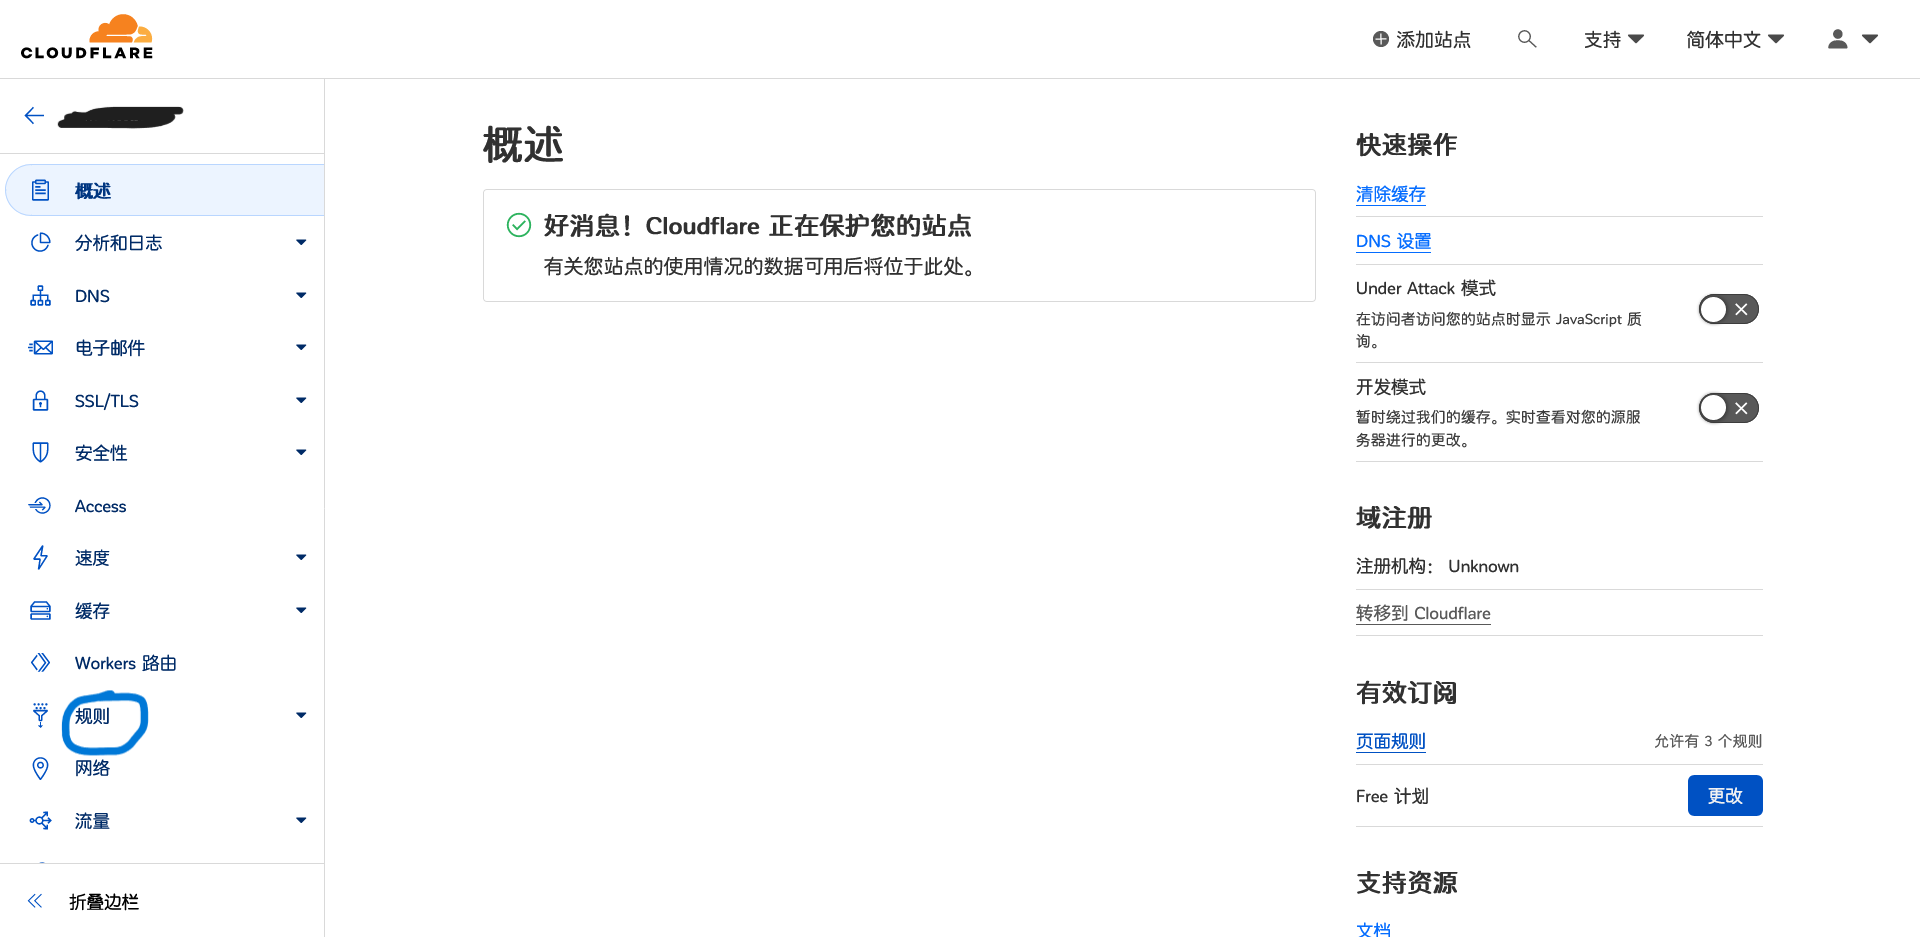 CLOUDFLARE
添加站点
支持
简体中文
概述
分析和日志
DNS
电子邮件
SSL/TLS
安全性
Access
速度
缓存
Workers 路由
规则
网络
流量
折叠边栏
概述
好消息！Cloudflare 正在保护您的站点
有关您站点的使用情况的数据可用后将位于此处。
快速操作
清除缓存
DNS 设置
Under Attack 模式
在访问者访问您的站点时显示 JavaScript 质
询。
开发模式
暂时绕过我们的缓存。实时查看对您的源服
务器进行的更改。
域注册
注册机构： Unknown
转移到 Cloudflare
有效订阅
页面规则
允许有 3 个规则
Free 计划
更改
支持资源
文档